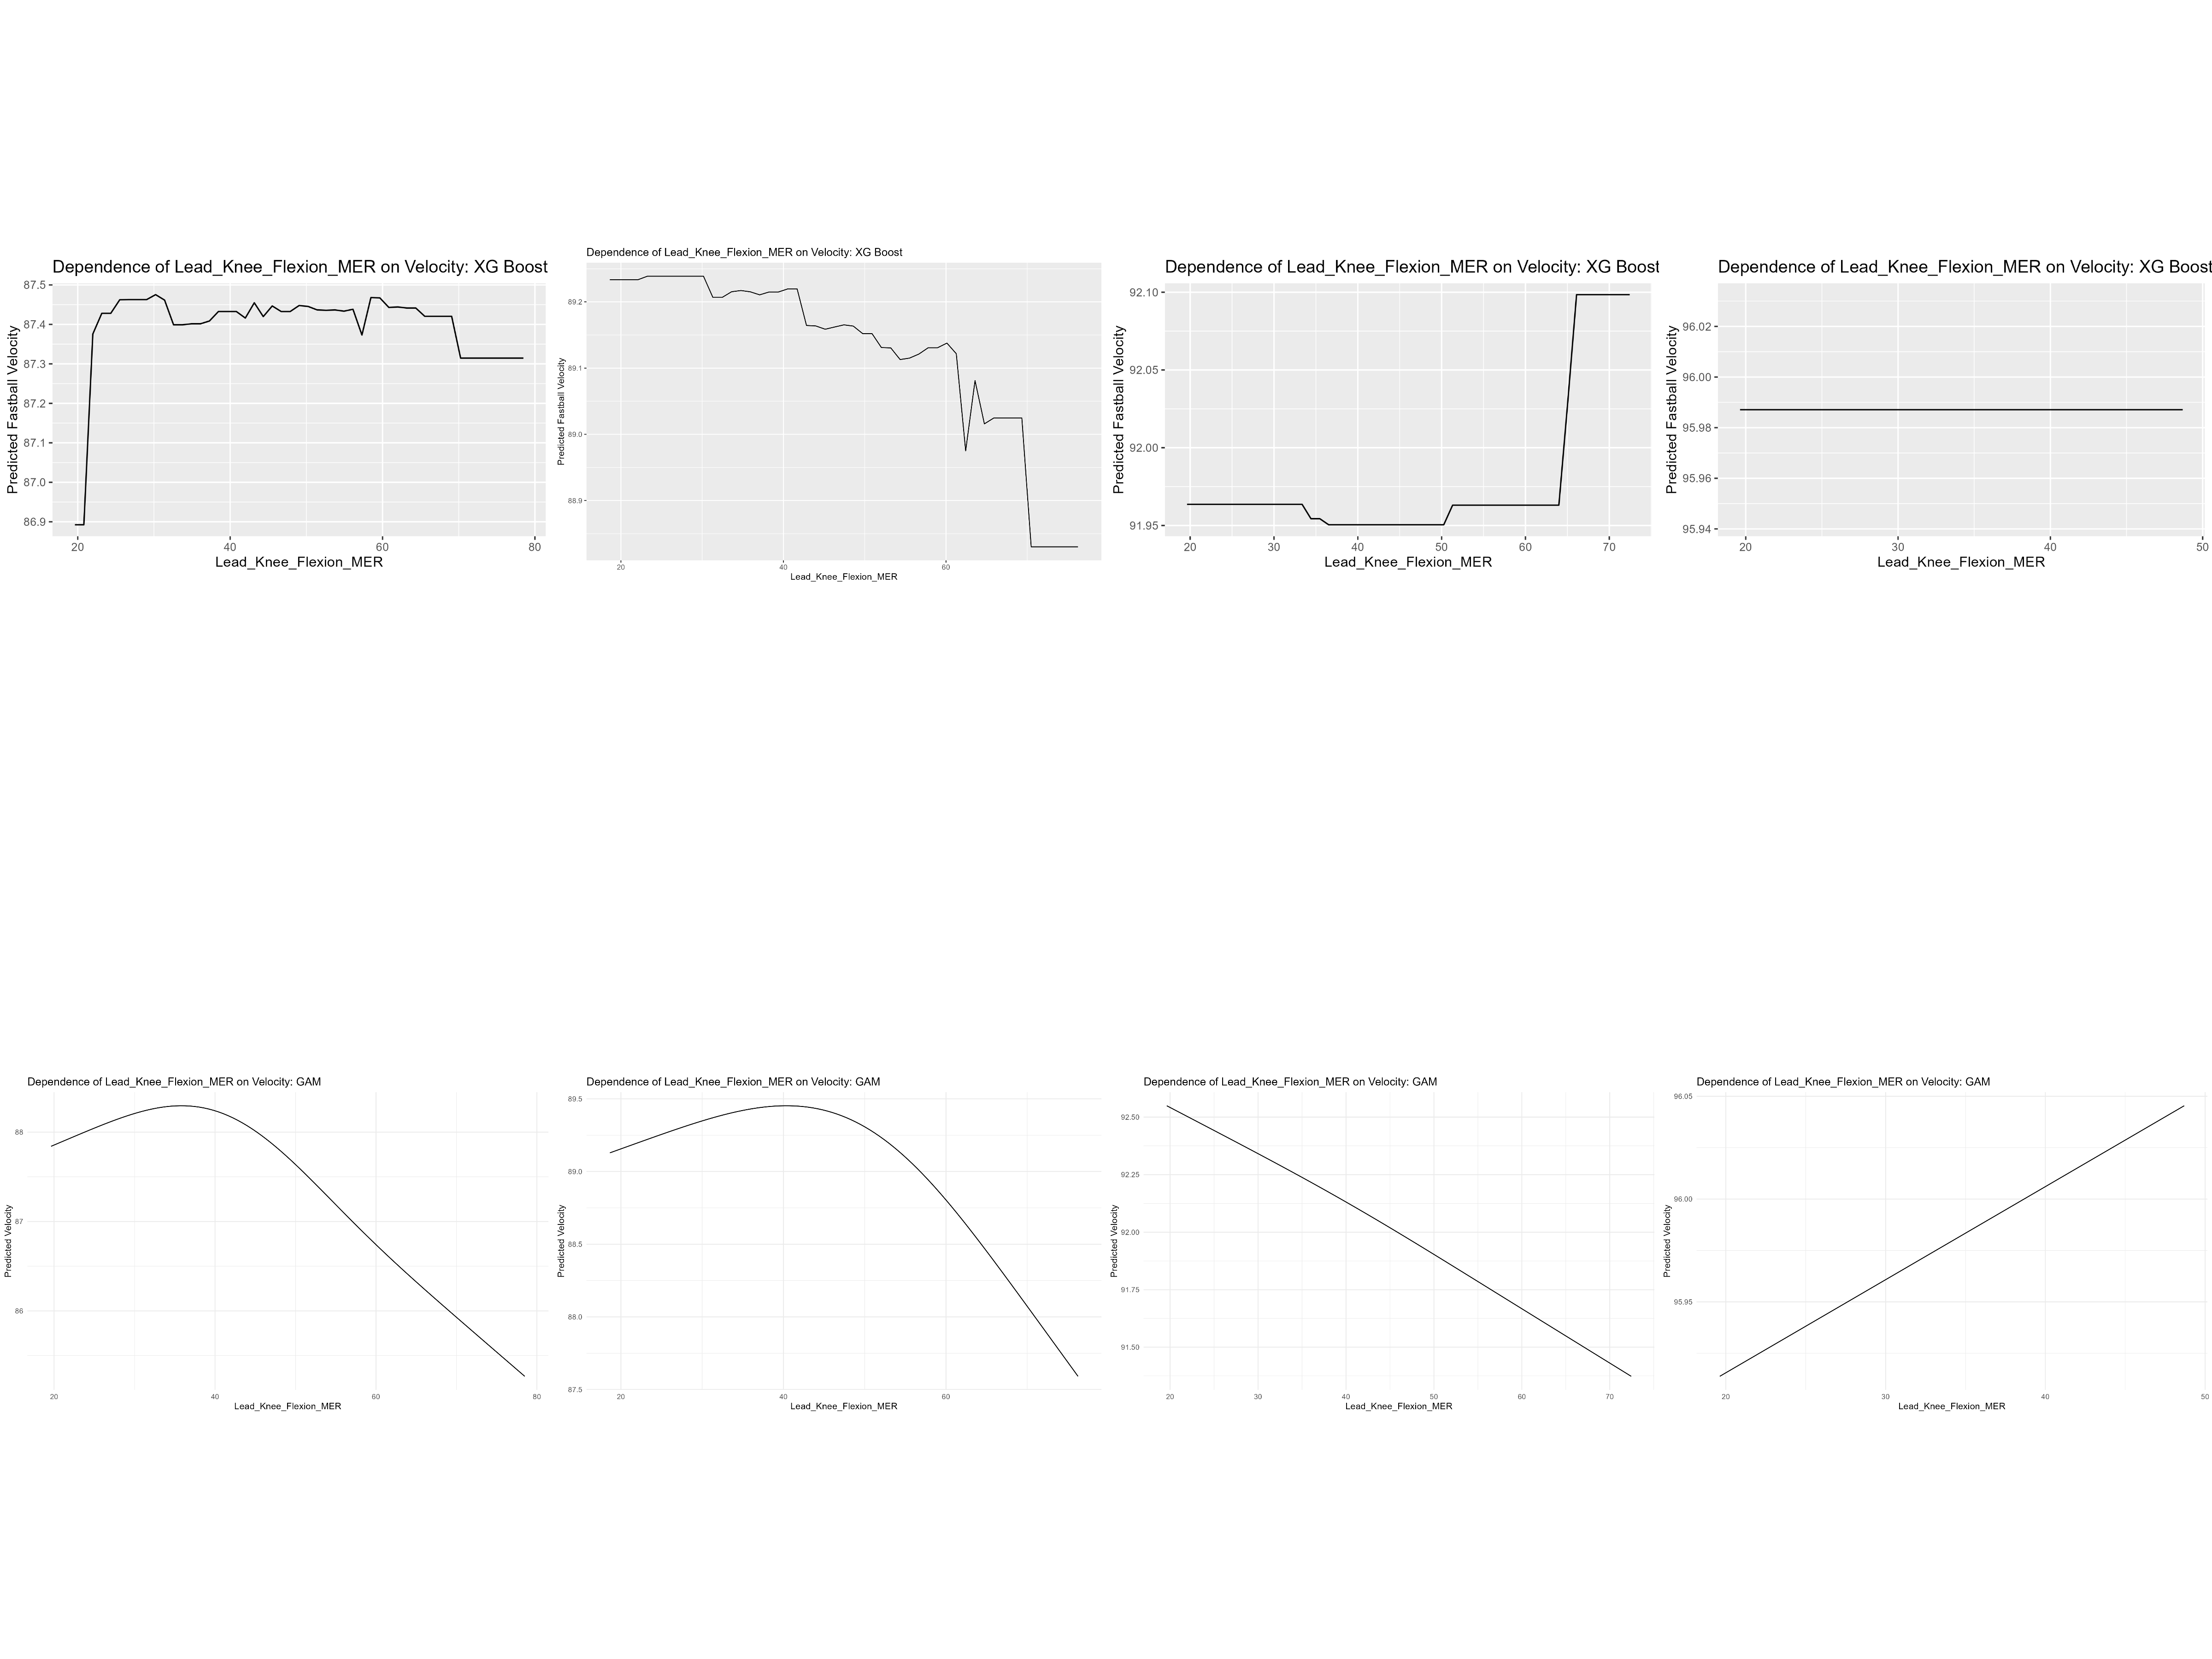 Dependence of Lead_Knee_Flexion_MER on Velocity: XG Boost
Predicted Fastball Velocity
87.5
87.4
87.3
87.2
87.1
87.0
86.9
20 40 60 80
Lead_Knee_Flexion_MER
Dependence of Lead_Knee_Flexion_MER on Velocity: XG Boost
Predicted Fastball Velocity
89.2
89.1
89.0
88.9
20 40 60
Lead_Knee_Flexion_MER
Dependence of Lead_Knee_Flexion_MER on Velocity: XG Boost
Predicted Fastball Velocity
92.10
92.05
92.00
91.95
20 30 40 50 60 70
Lead_Knee_Flexion_MER
Dependence of Lead_Knee_Flexion_MER on Velocity: XG Boost
Predicted Fastball Velocity
96.02
96.00
95.98
95.96
95.94
20 30 40 50
Lead_Knee_Flexion_MER
Dependence of Lead_Knee_Flexion_MER on Velocity: GAM
Predicted Velocity
88
87
86
20 40 60 80
Lead_Knee_Flexion_MER
Dependence of Lead_Knee_Flexion_MER on Velocity: GAM
Predicted Velocity
89.5
89.0
88.5
88.0
87.5
20 40 60
Lead_Knee_Flexion_MER
Dependence of Lead_Knee_Flexion_MER on Velocity: GAM
Predicted Velocity
92.50
92.25
92.00
91.75
91.50
20 30 40 50 60 70
Lead_Knee_Flexion_MER
Dependence of Lead_Knee_Flexion_MER on Velocity: GAM
Predicted Velocity
96.05
96.00
95.95
20 30 40 50
Lead_Knee_Flexion_MER